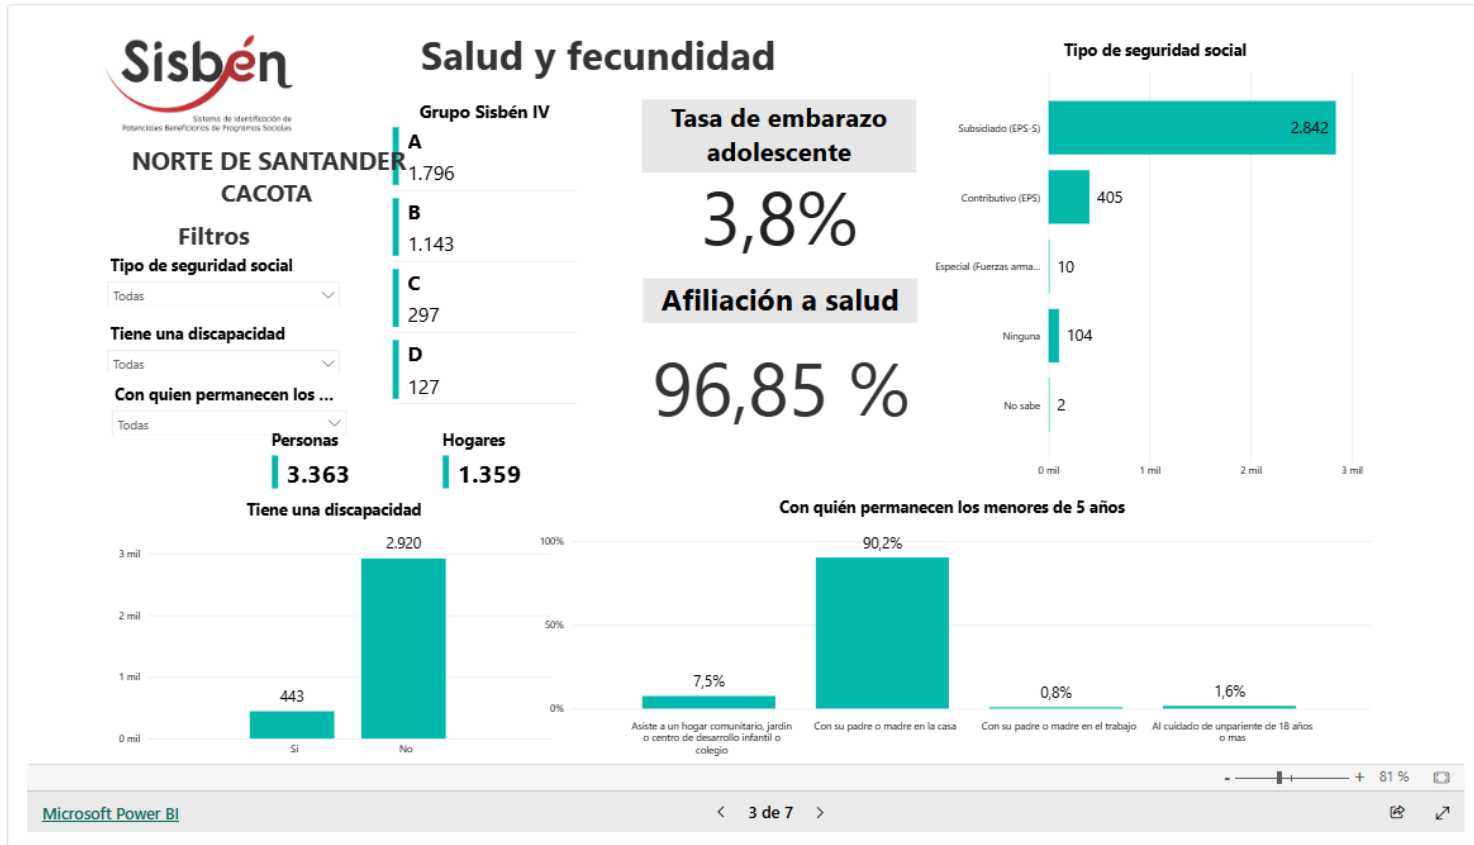 Sisbén
Sistema de Identificación de
Potenciales Beneficiarios de Programas Sociales
NORTE DE SANTANDER
CACOTA
Filtros
Tipo de seguridad social
Todas
Tiene una discapacidad
Todas
Con quien permanecen los ...
Todas
Salud y fecundidad
Grupo Sisbén IV
A
1.796
B
1.143
C
297
D
127
Tasa de embarazo
adolescente
3,8%
Afiliación a salud
96,85 %
Tipo de seguridad social
Subsidiado (EPS-S)
2.842
Contributivo (EPS)
405
Especial (Fuerzas arma...
10
Ninguna
104
No sabe
2
0 mil
1 mil
2 mil
3 mil
Personas
3.363
Hogares
1.359
Tiene una discapacidad
3 mil
2 mil
1 mil
0 mil
443
2.920
Si
No
Con quién permanecen los menores de 5 años
100%
50%
0%
7,5%
90,2%
0,8%
1,6%
Asiste a un hogar comunitario, jardin
o centro de desarrollo infantil o
colegio
Con su padre o madre en la casa
Con su padre o madre en el trabajo
Al cuidado de unpariente de 18 años
o mas
- + 81 %
Microsoft Power BI
< 3 de 7 >